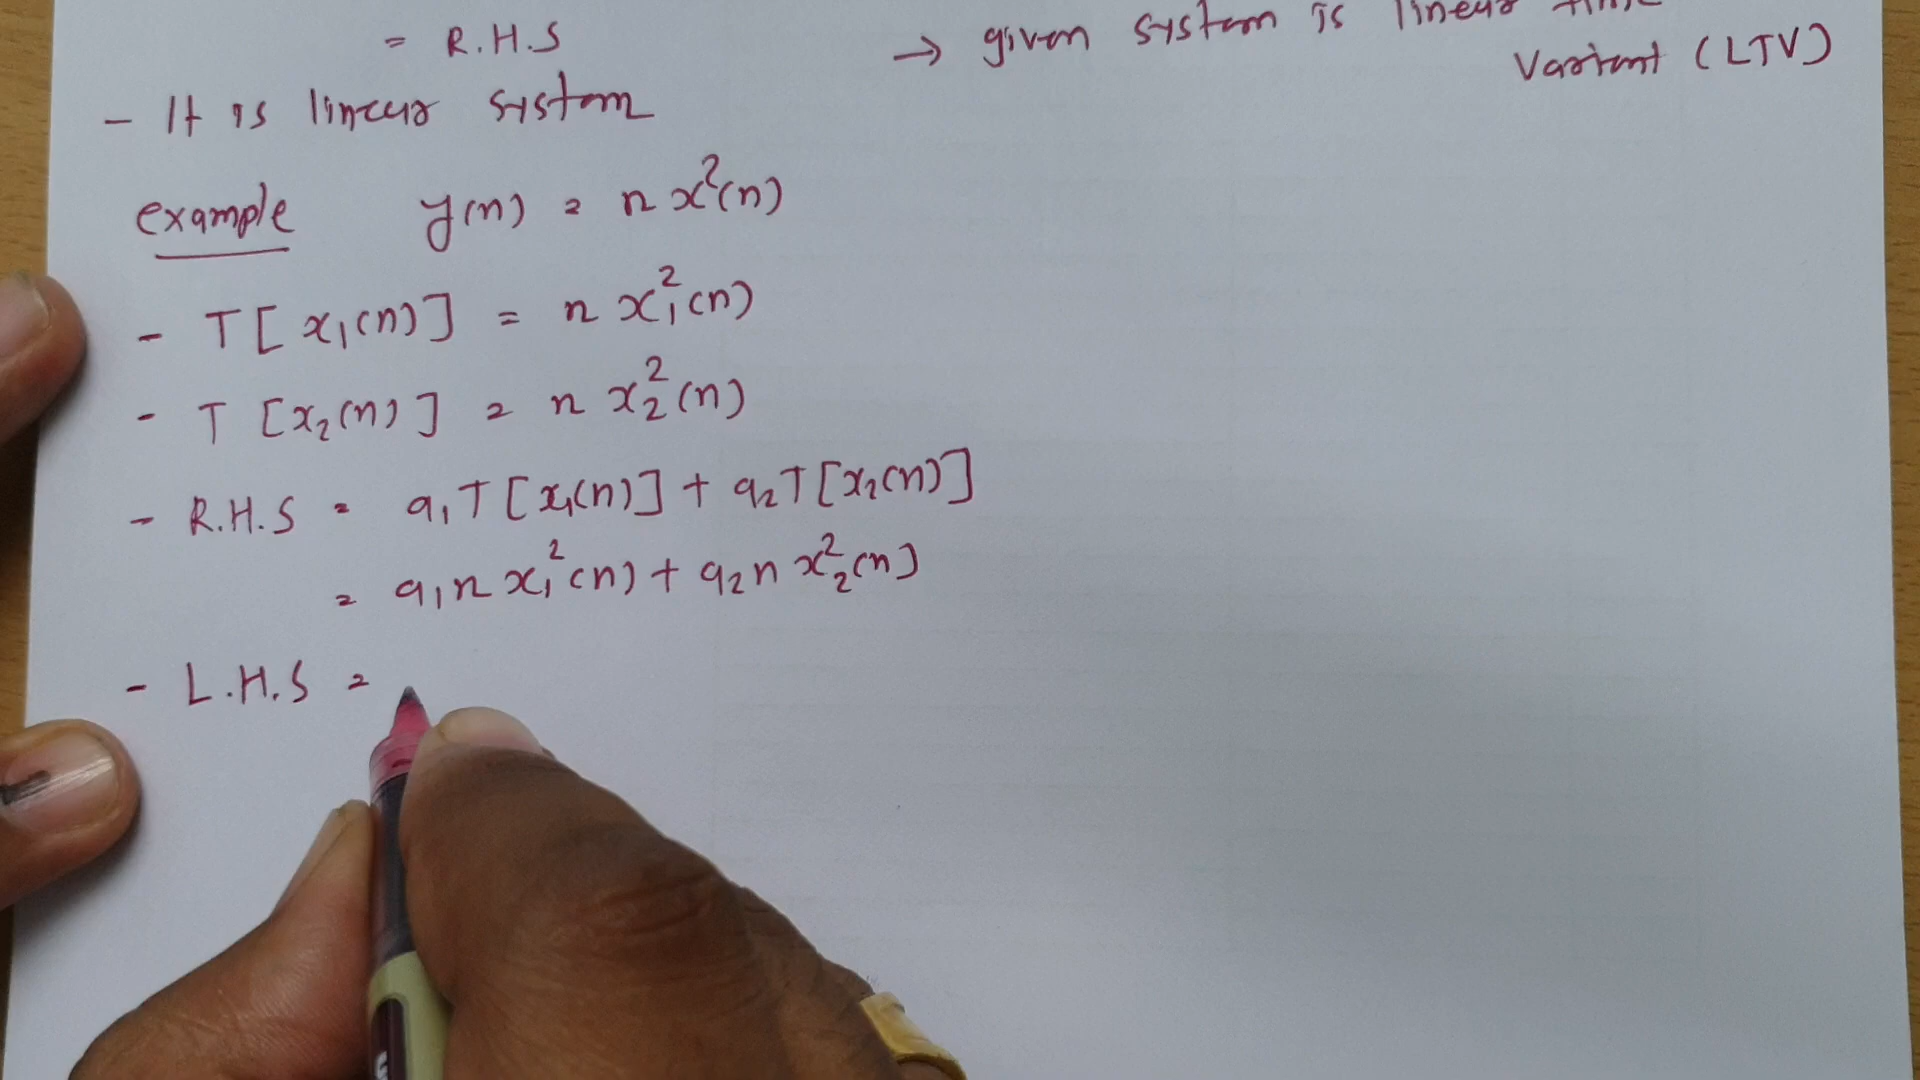 = R.H.S
→ given system is linear time
Variant (LTV)
- It is linear system
example y(n) = n x²(n)
- T[x₁(n)] = n x₁²(n)
- T[x₂(n)] = n x₂²(n)
- R.H.S = a₁T[x₁(n)] + a₂T[x₂(n)]
= a₁n x₁²(n) + a₂n x₂²(n)
- L.H.S =